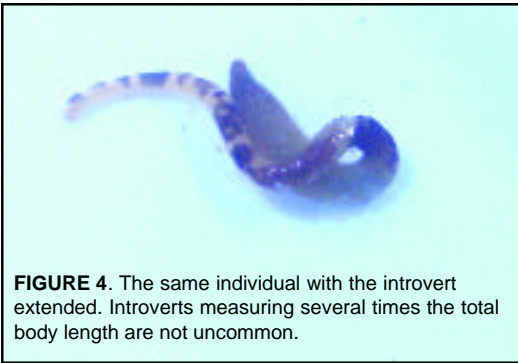 FIGURE 4. The same individual with the introvert
extended. Introverts measuring several times the total
body length are not uncommon.